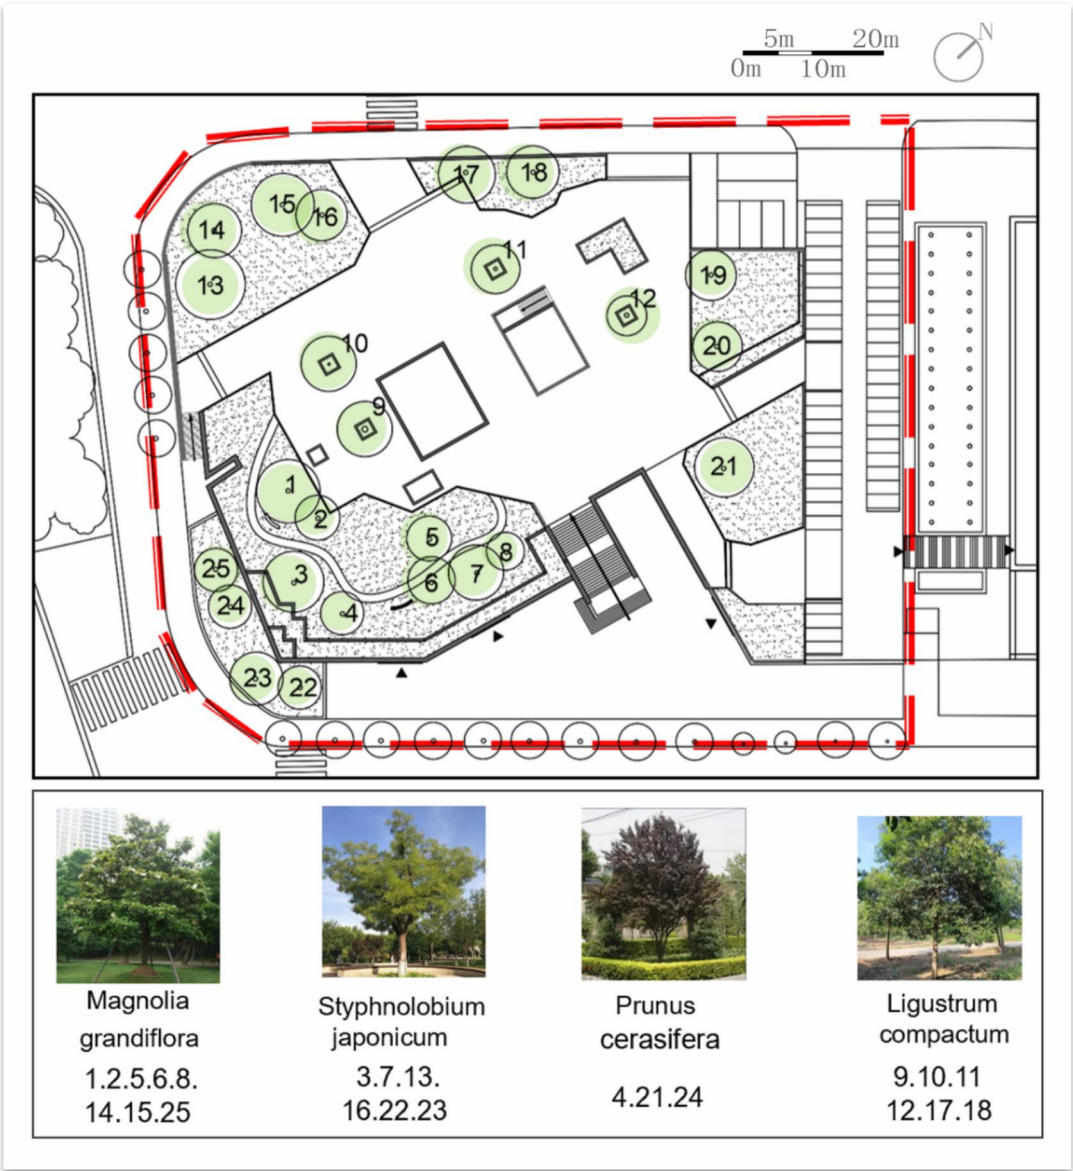 5m 20m
0m 10m
N
17 18
15
16
14
13
11
19
12
10
20
9
21
1
2
5
8
25 3 6 7
24 4
23 22
Magnolia
grandiflora
1.2.5.6.8.
14.15.25
Styphnolobium
japonicum
3.7.13.
16.22.23
Prunus
cerasifera
4.21.24
Ligustrum
compactum
9.10.11
12.17.18